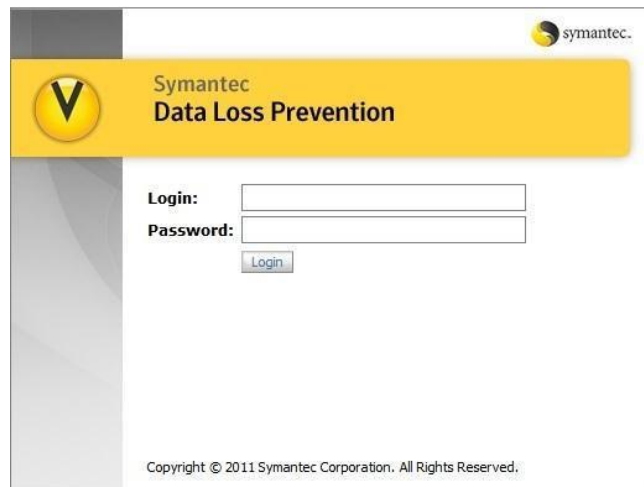 symantec.
Symantec
Data Loss Prevention
Login:
Password:
Login
Copyright © 2011 Symantec Corporation. All Rights Reserved.